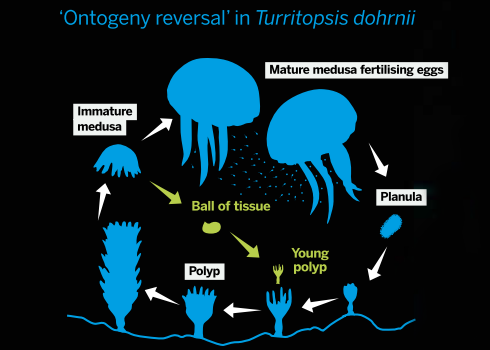 'Ontogeny reversal' in Turritopsis dohrnii
Mature medusa fertilising eggs
Immature
medusa
Planula
Ball of tissue
Young
polyp
Polyp